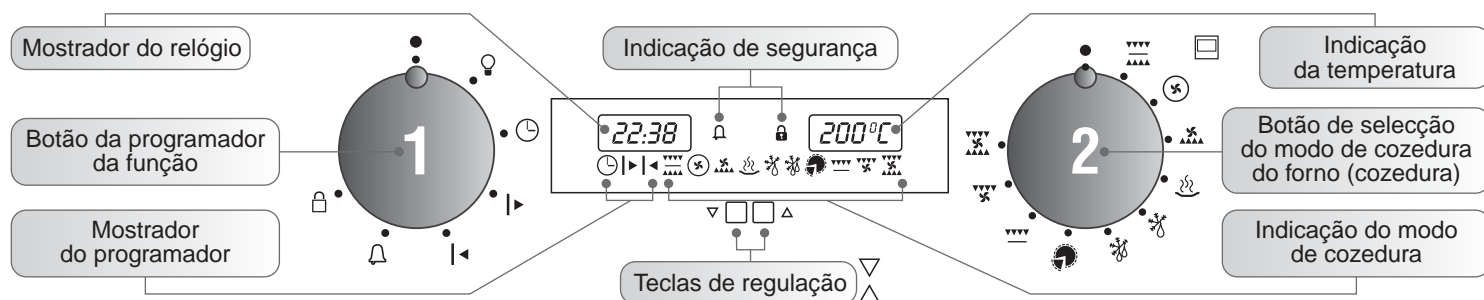 Mostrador do relógio
Indicação de segurança
Indicação
da temperatura
Botão da programador
da função
1
22:38
200°C
2
Botão de selecção
do modo de cozedura
do forno (cozedura)
Mostrador
do programador
Teclas de regulação
Indicação do modo
de cozedura